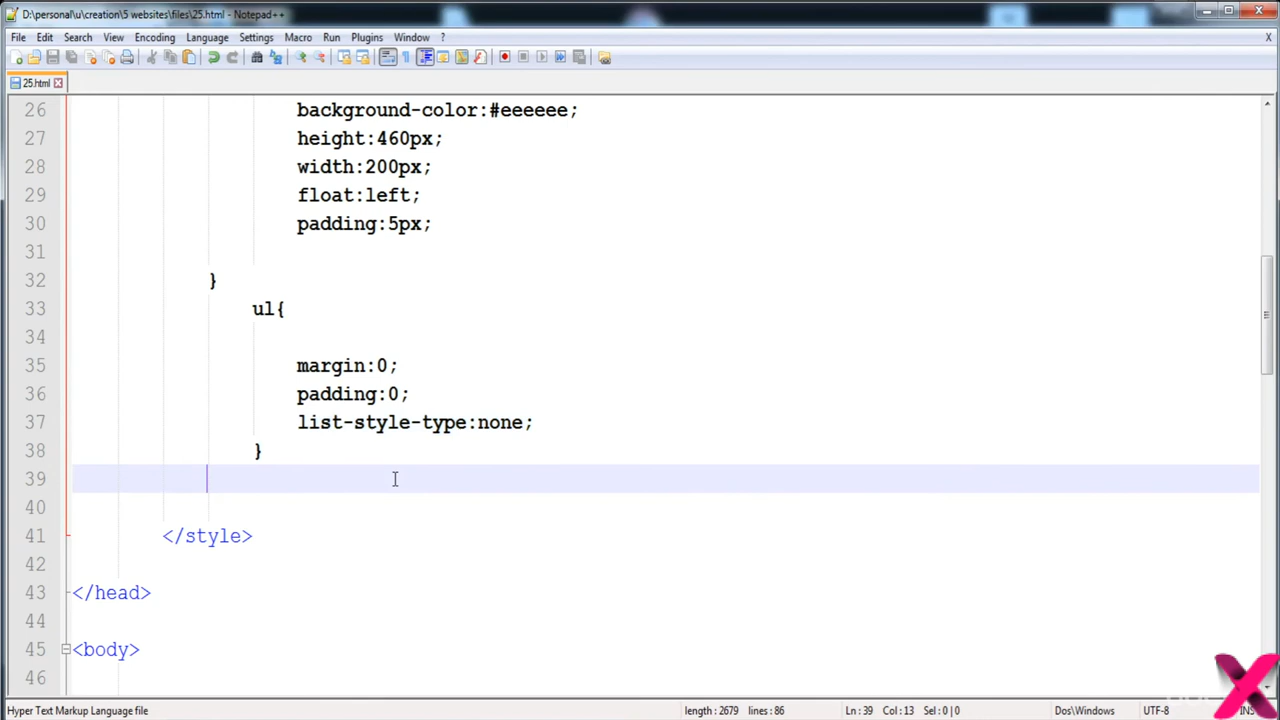 D:\personal\u\creation\5 websites\files\25.html - Notepad++
File Edit Search View Encoding Language Settings Macro Run Plugins Window ? X
25.html
26 background-color:#eeeeee;
27 height:460px;
28 width:200px;
29 float:left;
30 padding:5px;
31
32 }
33 ul{
34
35 margin:0;
36 padding:0;
37 list-style-type:none;
38 }
39
40
41 </style>
42
43 </head>
44
45 <body>
46
Hyper Text Markup Language file length : 2679 lines : 86 Ln : 39 Col : 13 Sel : 0 | 0 Dos\Windows UTF-8 INS